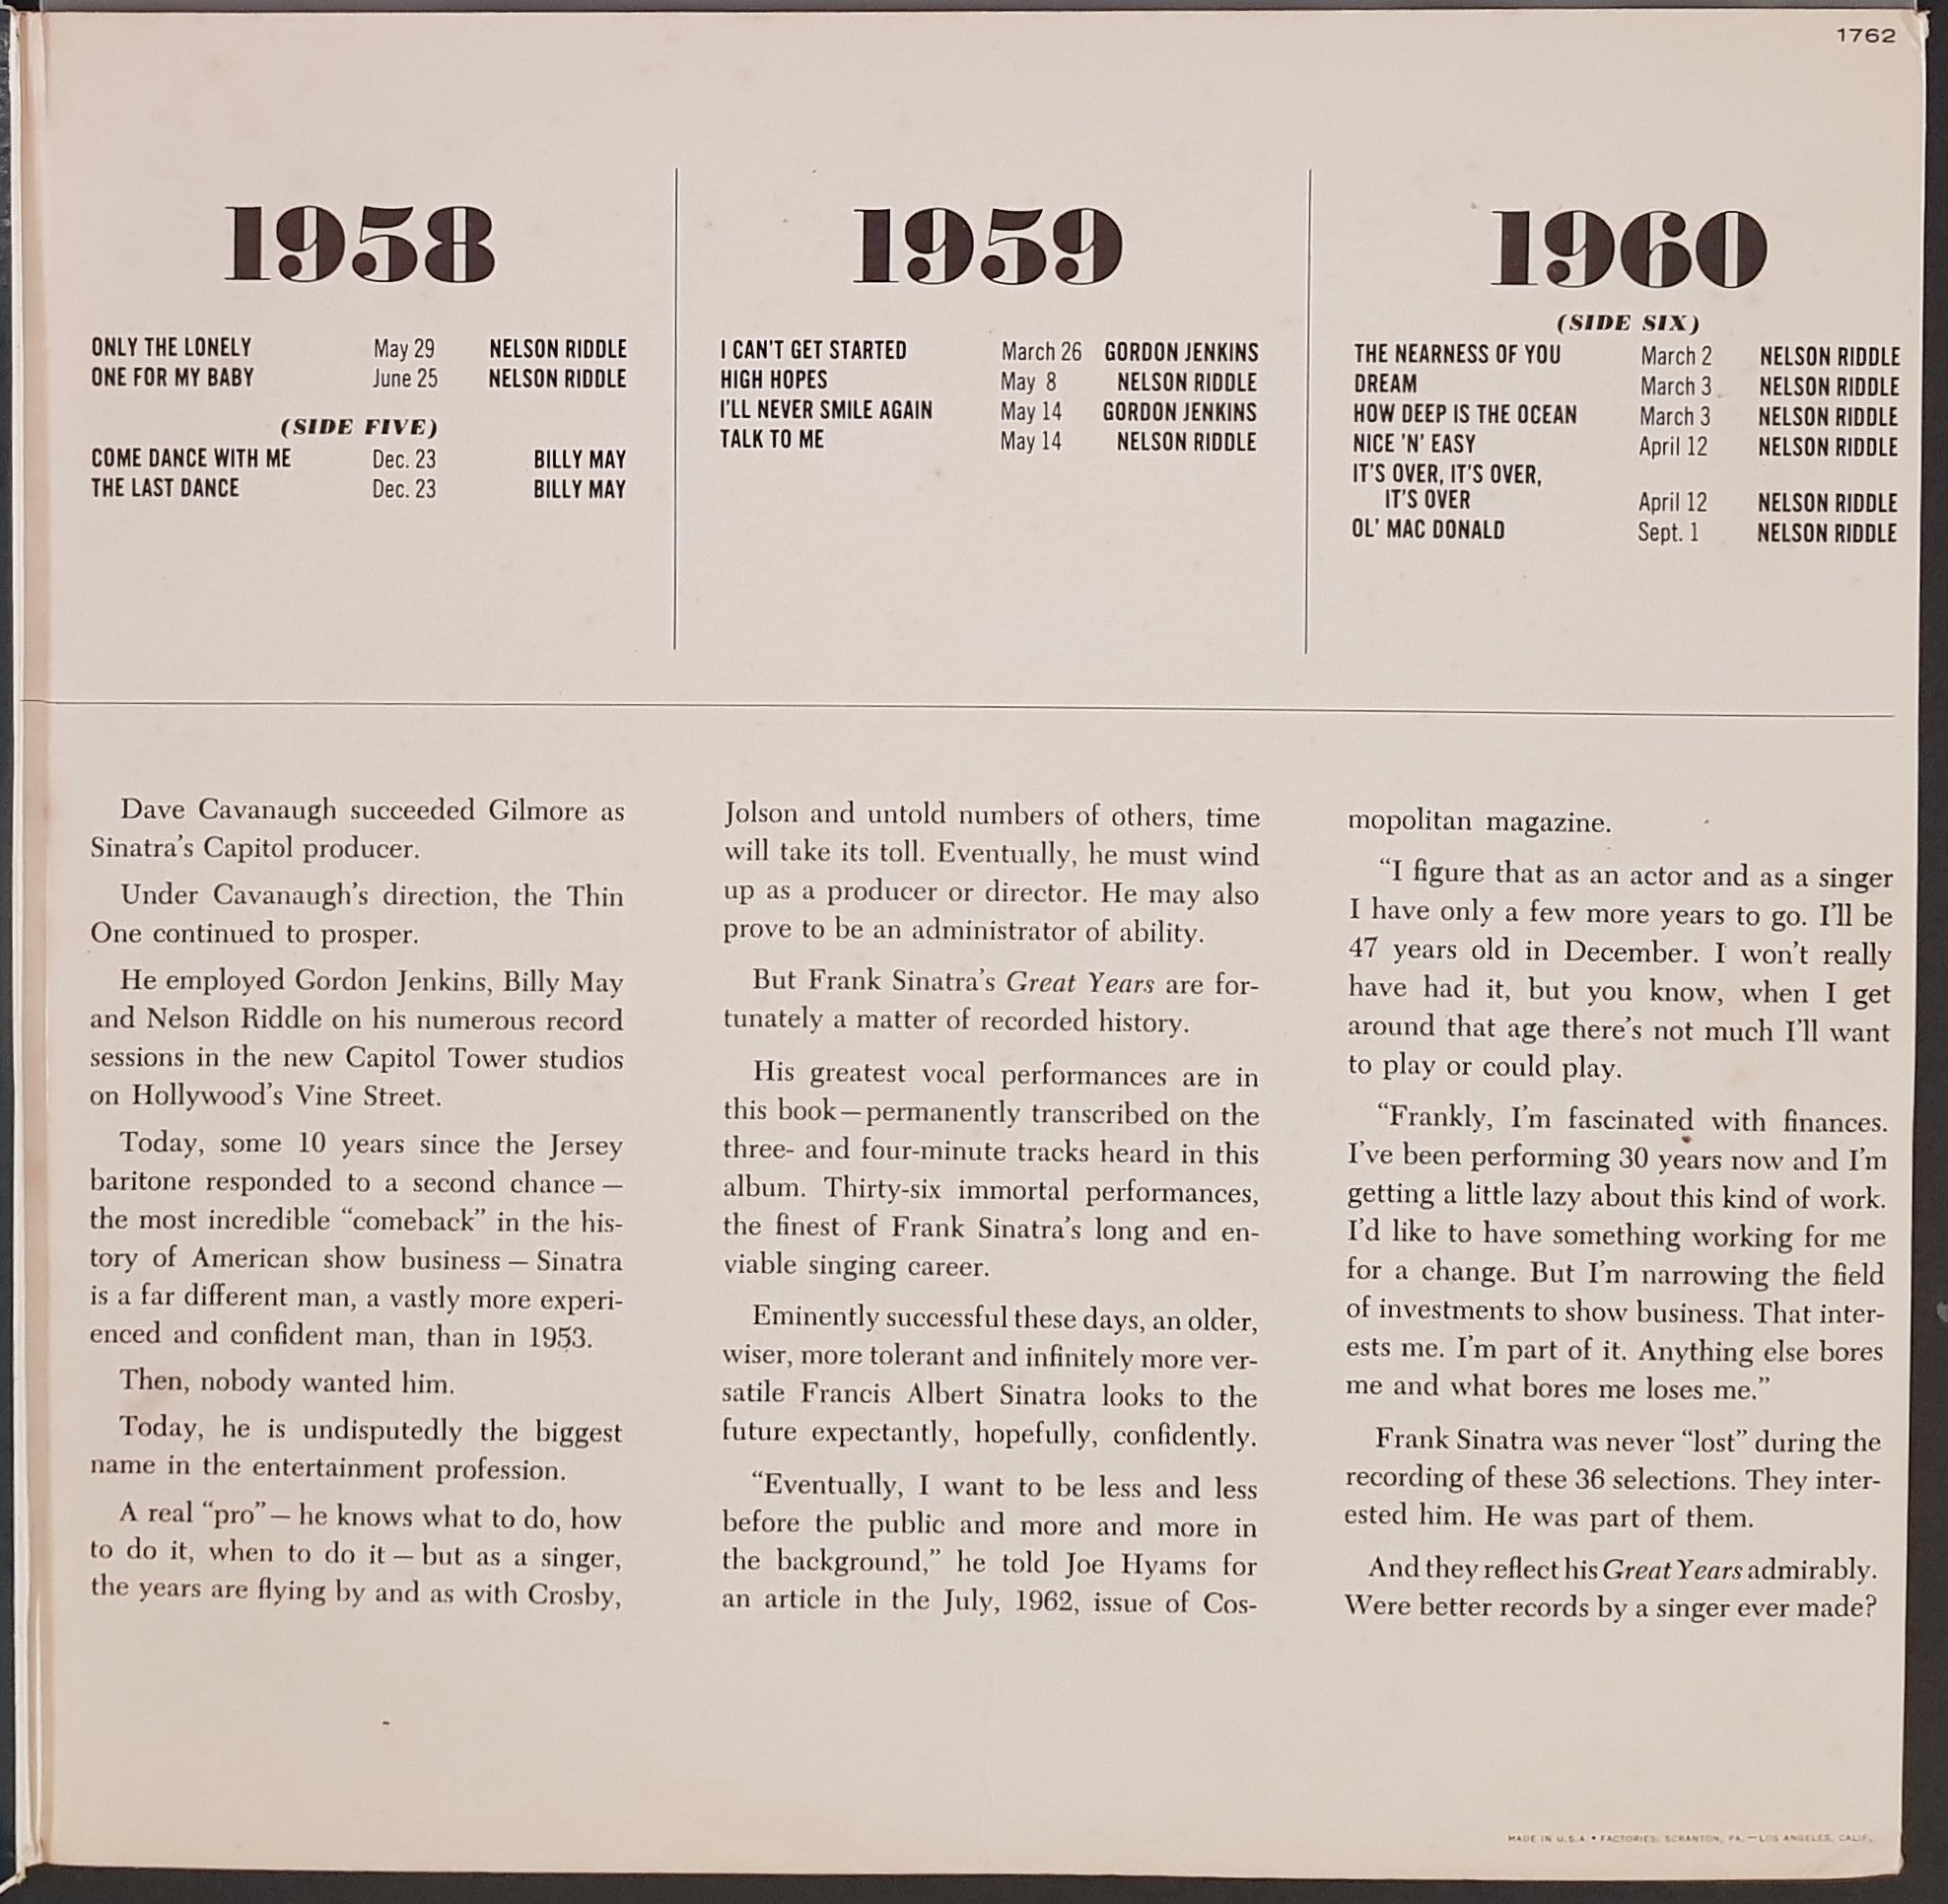 1762
1958
ONLY THE LONELY May 29 NELSON RIDDLE
ONE FOR MY BABY June 25 NELSON RIDDLE
(SIDE FIVE)
COME DANCE WITH ME Dec. 23 BILLY MAY
THE LAST DANCE Dec. 23 BILLY MAY
1959
I CAN'T GET STARTED March 26 GORDON JENKINS
HIGH HOPES May 8 NELSON RIDDLE
I'LL NEVER SMILE AGAIN May 14 GORDON JENKINS
TALK TO ME May 14 NELSON RIDDLE
1960
(SIDE SIX)
THE NEARNESS OF YOU March 2 NELSON RIDDLE
DREAM March 3 NELSON RIDDLE
HOW DEEP IS THE OCEAN March 3 NELSON RIDDLE
NICE 'N' EASY April 12 NELSON RIDDLE
IT'S OVER, IT'S OVER,
IT'S OVER April 12 NELSON RIDDLE
OL' MAC DONALD Sept. 1 NELSON RIDDLE
Dave Cavanaugh succeeded Gilmore as
Sinatra's Capitol producer.
Under Cavanaugh's direction, the Thin
One continued to prosper.
He employed Gordon Jenkins, Billy May
and Nelson Riddle on his numerous record
sessions in the new Capitol Tower studios
on Hollywood's Vine Street.
Today, some 10 years since the Jersey
baritone responded to a second chance —
the most incredible “comeback” in the his-
tory of American show business — Sinatra
is a far different man, a vastly more experi-
enced and confident man, than in 1953.
Then, nobody wanted him.
Today, he is undisputedly the biggest
name in the entertainment profession.
A real “pro” — he knows what to do, how
to do it, when to do it — but as a singer,
the years are flying by and as with Crosby,
Jolson and untold numbers of others, time
will take its toll. Eventually, he must wind
up as a producer or director. He may also
prove to be an administrator of ability.
But Frank Sinatra's Great Years are for-
tunately a matter of recorded history.
His greatest vocal performances are in
this book — permanently transcribed on the
three- and four-minute tracks heard in this
album. Thirty-six immortal performances,
the finest of Frank Sinatra's long and en-
viable singing career.
Eminently successful these days, an older,
wiser, more tolerant and infinitely more ver-
satile Francis Albert Sinatra looks to the
future expectantly, hopefully, confidently.
“Eventually, I want to be less and less
before the public and more and more in
the background,” he told Joe Hyams for
an article in the July, 1962, issue of Cos-
mopolitan magazine.
“I figure that as an actor and as a singer
I have only a few more years to go. I'll be
47 years old in December. I won't really
have had it, but you know, when I get
around that age there's not much I'll want
to play or could play.
“Frankly, I'm fascinated with finances.
I've been performing 30 years now and I'm
getting a little lazy about this kind of work.
I'd like to have something working for me
for a change. But I'm narrowing the field
of investments to show business. That inter-
ests me. I'm part of it. Anything else bores
me and what bores me loses me.”
Frank Sinatra was never “lost” during the
recording of these 36 selections. They inter-
ested him. He was part of them.
And they reflect his Great Years admirably.
Were better records by a singer ever made?
MADE IN U.S.A. • FACTORIES: SCRANTON, PA.—LOS ANGELES, CALIF.